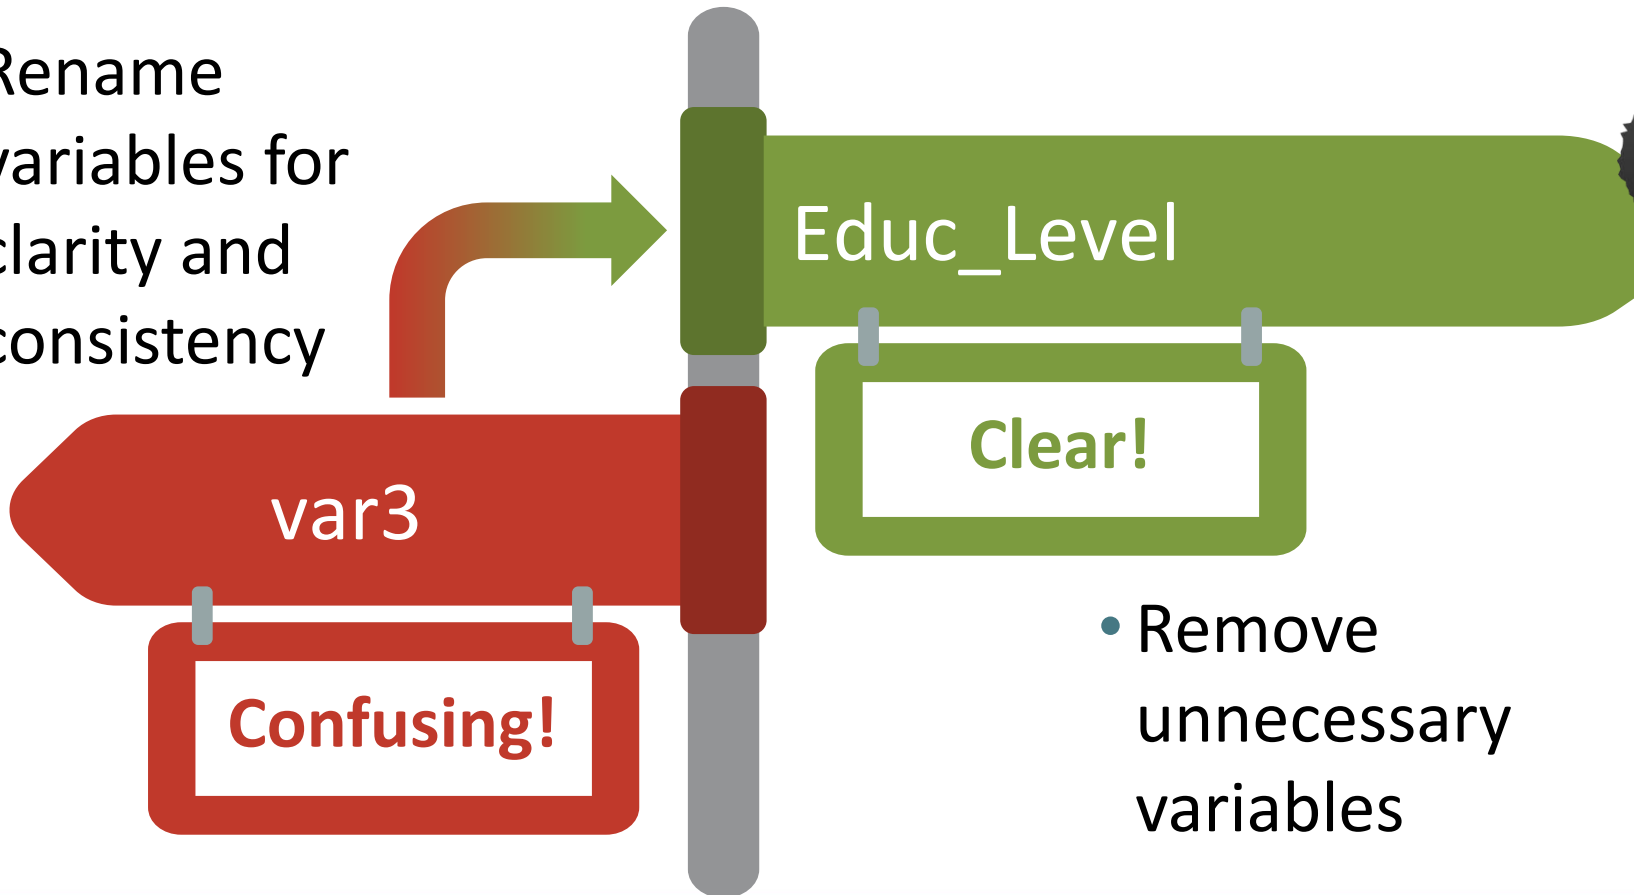 Rename
variables for
clarity and
consistency
Educ_Level
Clear!
var3
Confusing!
• Remove
unnecessary
variables